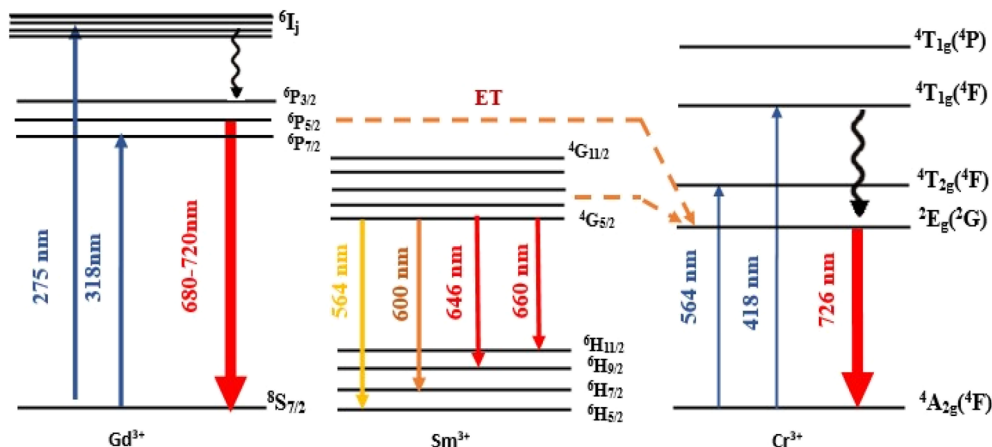 ⁶Iⱼ
⁶P₃/₂
⁶P₅/₂
⁶P₇/₂
275 nm
318nm
680-720nm
⁸S₇/₂
Gd³⁺
ET
⁴G₁₁/₂
⁴G₅/₂
564 nm
600 nm
646 nm
660 nm
⁶H₁₁/₂
⁶H₉/₂
⁶H₇/₂
⁶H₅/₂
Sm³⁺
⁴T₁g(⁴P)
⁴T₁g(⁴F)
⁴T₂g(⁴F)
²Eg(²G)
564 nm
418 nm
726 nm
⁴A₂g(⁴F)
Cr³⁺